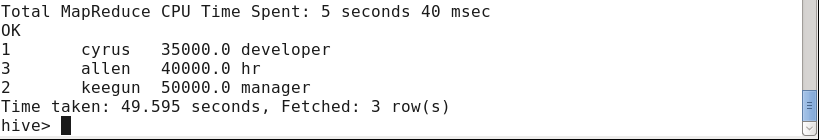 Total MapReduce CPU Time Spent: 5 seconds 40 msec
OK
1       cyrus   35000.0 developer
3       allen   40000.0 hr
2       keegun  50000.0 manager
Time taken: 49.595 seconds, Fetched: 3 row(s)
hive>